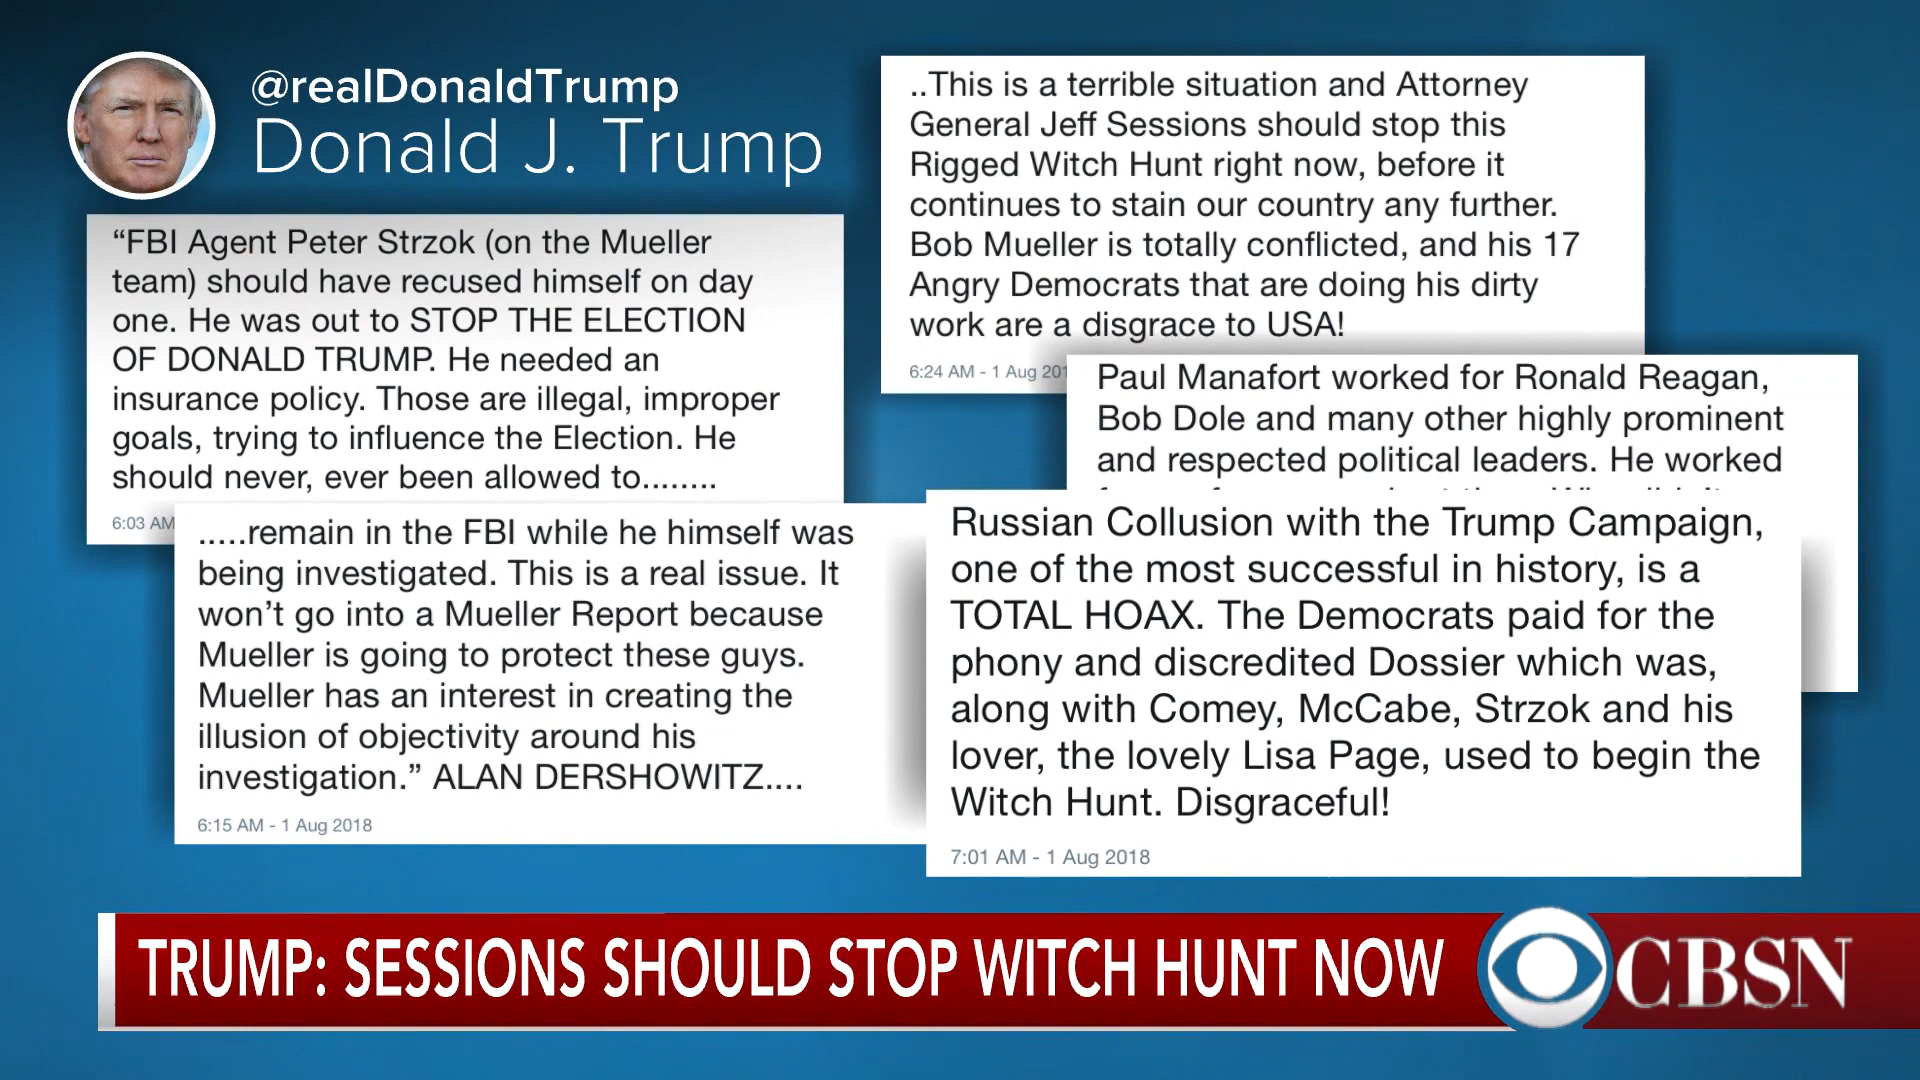 @realDonaldTrump
Donald J. Trump
“FBI Agent Peter Strzok (on the Mueller
team) should have recused himself on day
one. He was out to STOP THE ELECTION
OF DONALD TRUMP. He needed an
insurance policy. Those are illegal, improper
goals, trying to influence the Election. He
should never, ever been allowed to........
6:03 AM
.....remain in the FBI while he himself was
being investigated. This is a real issue. It
won’t go into a Mueller Report because
Mueller is going to protect these guys.
Mueller has an interest in creating the
illusion of objectivity around his
investigation.” ALAN DERSHOWITZ....
6:15 AM - 1 Aug 2018
..This is a terrible situation and Attorney
General Jeff Sessions should stop this
Rigged Witch Hunt right now, before it
continues to stain our country any further.
Bob Mueller is totally conflicted, and his 17
Angry Democrats that are doing his dirty
work are a disgrace to USA!
6:24 AM - 1 Aug 201
Paul Manafort worked for Ronald Reagan,
Bob Dole and many other highly prominent
and respected political leaders. He worked
Russian Collusion with the Trump Campaign,
one of the most successful in history, is a
TOTAL HOAX. The Democrats paid for the
phony and discredited Dossier which was,
along with Comey, McCabe, Strzok and his
lover, the lovely Lisa Page, used to begin the
Witch Hunt. Disgraceful!
7:01 AM - 1 Aug 2018
TRUMP: SESSIONS SHOULD STOP WITCH HUNT NOW
CBSN